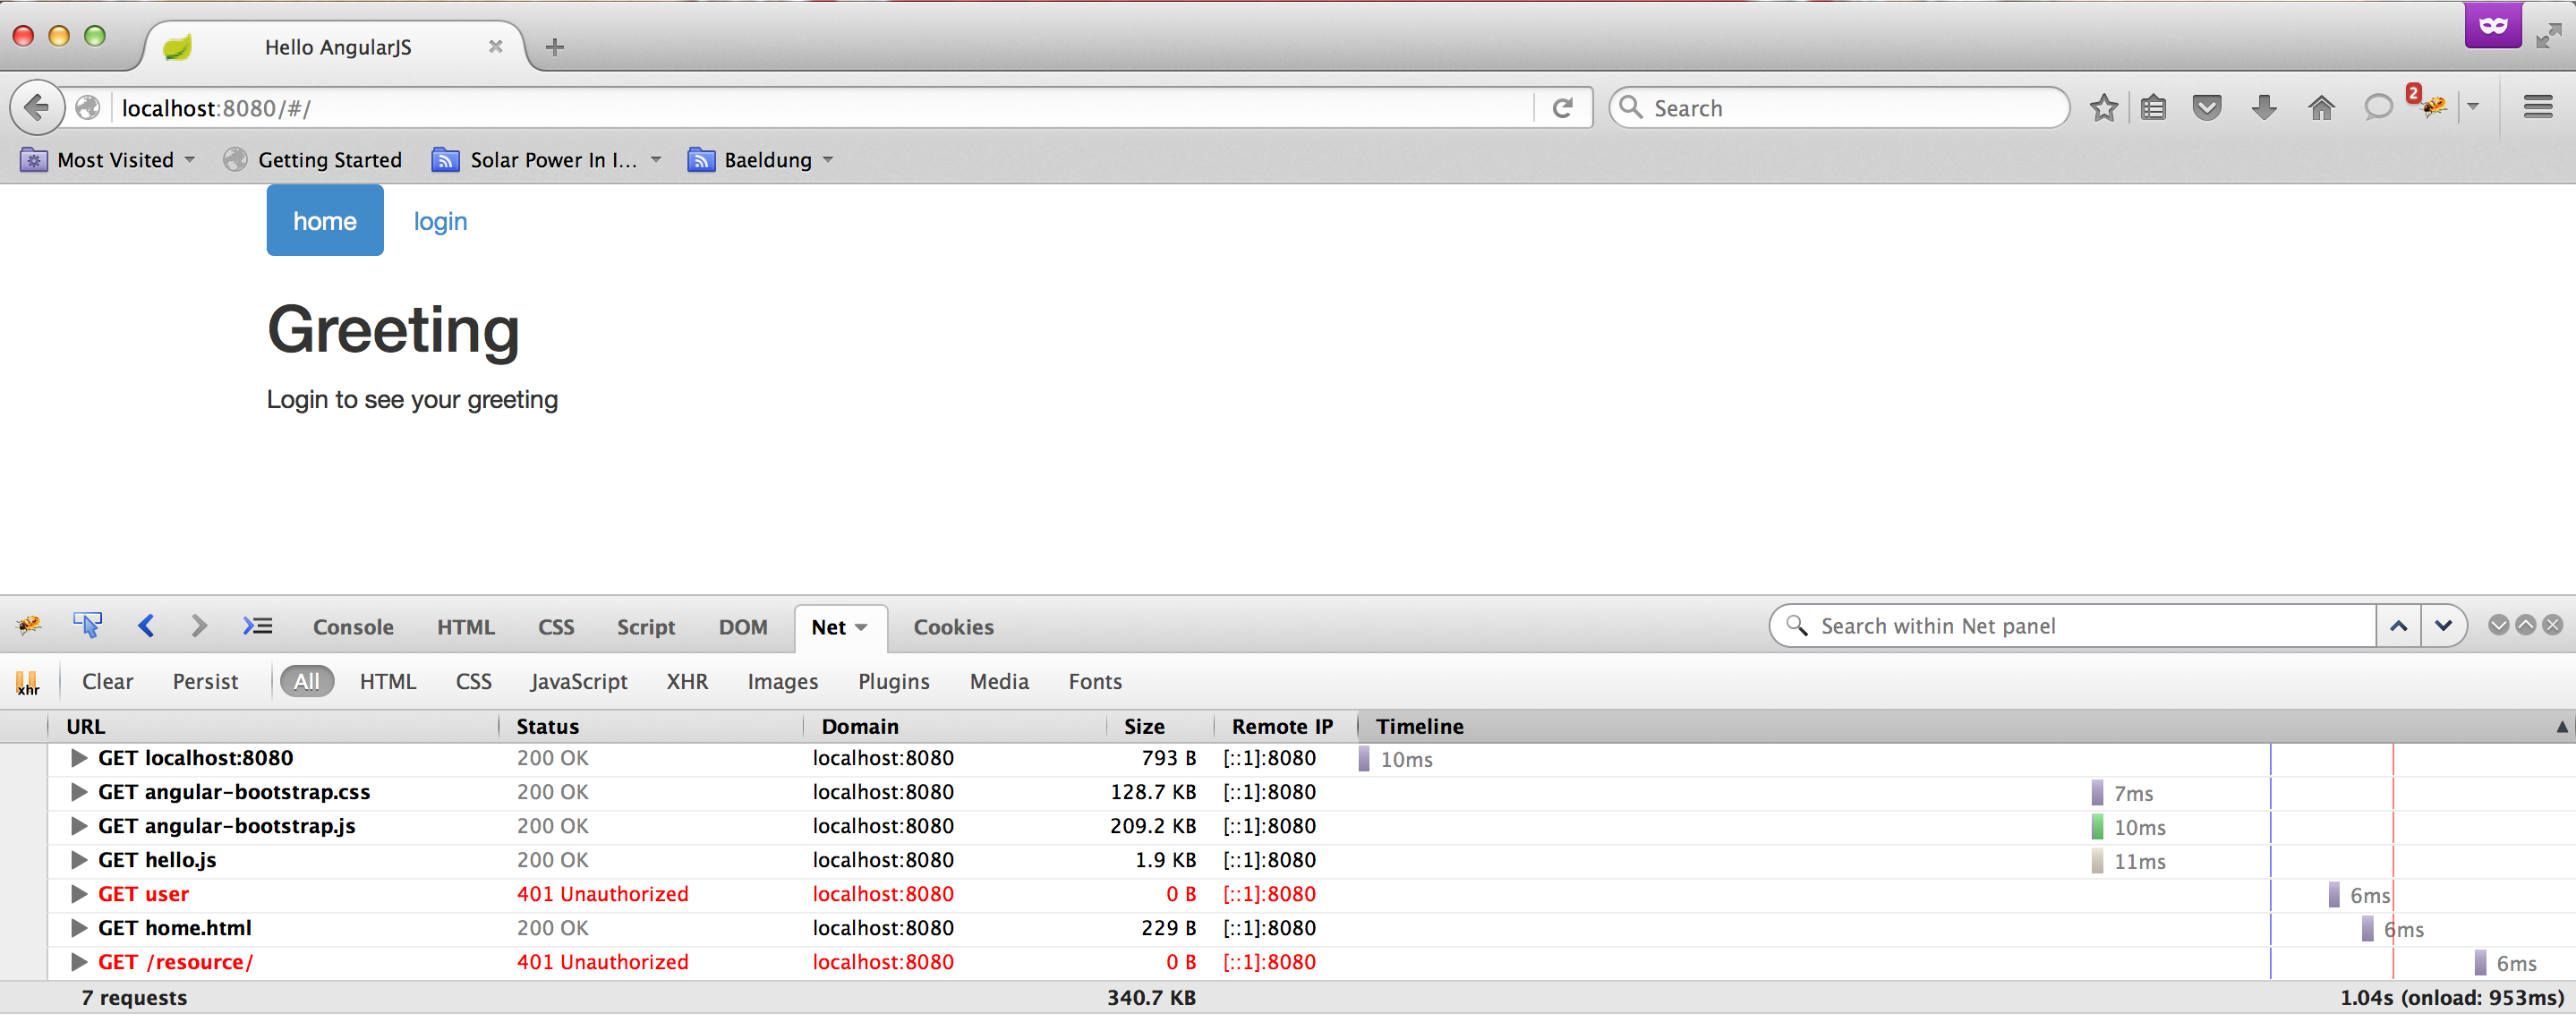 Hello AngularJS
localhost:8080/#/
Search
2
Most Visited
Getting Started
Solar Power In I...
Baeldung
home login
Greeting
Login to see your greeting
Console HTML CSS Script DOM Net Cookies
Search within Net panel
xhr Clear Persist All HTML CSS JavaScript XHR Images Plugins Media Fonts
URL Status Domain Size Remote IP Timeline
GET localhost:8080 200 OK localhost:8080 793 B [::1]:8080 10ms
GET angular-bootstrap.css 200 OK localhost:8080 128.7 KB [::1]:8080 7ms
GET angular-bootstrap.js 200 OK localhost:8080 209.2 KB [::1]:8080 10ms
GET hello.js 200 OK localhost:8080 1.9 KB [::1]:8080 11ms
GET user 401 Unauthorized localhost:8080 0 B [::1]:8080 6ms
GET home.html 200 OK localhost:8080 229 B [::1]:8080 6ms
GET /resource/ 401 Unauthorized localhost:8080 0 B [::1]:8080 6ms
7 requests 340.7 KB 1.04s (onload: 953ms)